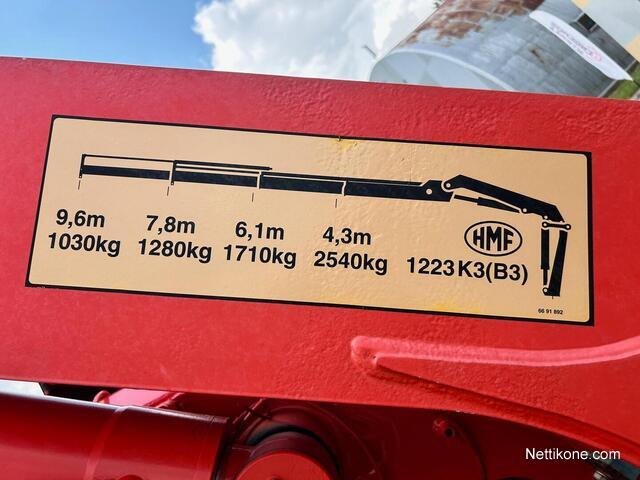 9,6m 7,8m 6,1m 4,3m
1030kg 1280kg 1710kg 2540kg
HMF
1223 K3(B3)
66 91 892
Nettikone.com